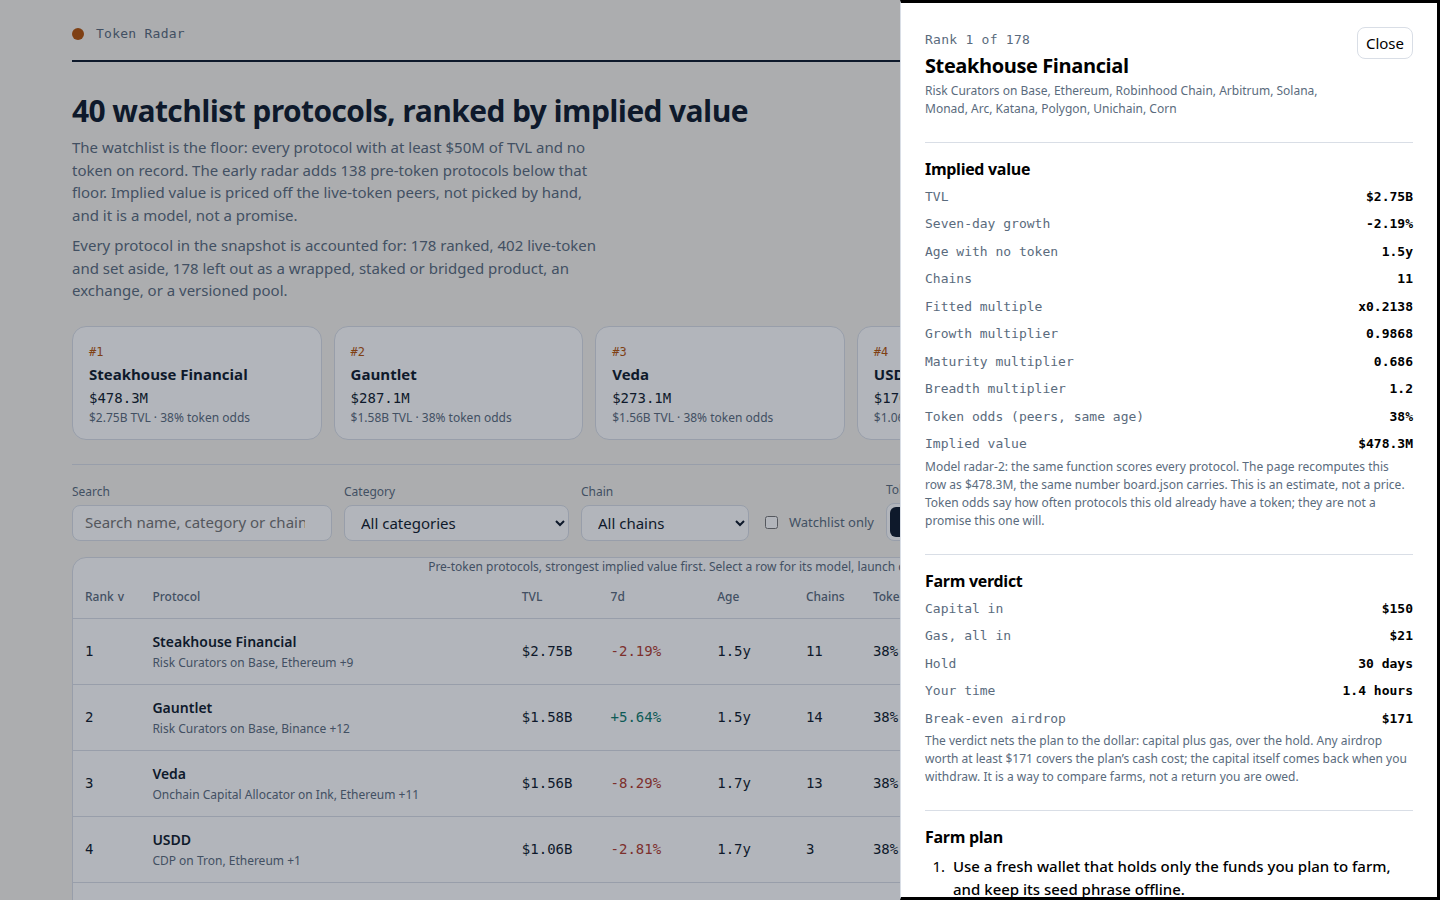 Token Radar
40 watchlist protocols, ranked by implied value
The watchlist is the floor: every protocol with at least $50M of TVL and no
token on record. The early radar adds 138 pre-token protocols below that
floor. Implied value is priced off the live-token peers, not picked by hand,
and it is a model, not a promise.
Every protocol in the snapshot is accounted for: 178 ranked, 402 live-token
and set aside, 178 left out as a wrapped, staked or bridged product, an
exchange, or a versioned pool.
#1
Steakhouse Financial
$478.3M
$2.75B TVL · 38% token odds
#2
Gauntlet
$287.1M
$1.58B TVL · 38% token odds
#3
Veda
$273.1M
$1.56B TVL · 38% token odds
#4
USD
$17
$1.06
Search
Search name, category or chain
Category
All categories
Chain
All chains
Watchlist only
To
Pre-token protocols, strongest implied value first. Select a row for its model, launch
Rank v Protocol TVL 7d Age Chains Toke
1 Steakhouse Financial $2.75B -2.19% 1.5y 11 38%
Risk Curators on Base, Ethereum +9
2 Gauntlet $1.58B +5.64% 1.5y 14 38%
Risk Curators on Base, Binance +12
3 Veda $1.56B -8.29% 1.7y 13 38%
Onchain Capital Allocator on Ink, Ethereum +11
4 USDD $1.06B -2.81% 1.7y 3 38%
CDP on Tron, Ethereum +1
Rank 1 of 178
Close
Steakhouse Financial
Risk Curators on Base, Ethereum, Robinhood Chain, Arbitrum, Solana,
Monad, Arc, Katana, Polygon, Unichain, Corn
Implied value
TVL $2.75B
Seven-day growth -2.19%
Age with no token 1.5y
Chains 11
Fitted multiple x0.2138
Growth multiplier 0.9868
Maturity multiplier 0.686
Breadth multiplier 1.2
Token odds (peers, same age) 38%
Implied value $478.3M
Model radar-2: the same function scores every protocol. The page recomputes this
row as $478.3M, the same number board.json carries. This is an estimate, not a price.
Token odds say how often protocols this old already have a token; they are not a
promise this one will.
Farm verdict
Capital in $150
Gas, all in $21
Hold 30 days
Your time 1.4 hours
Break-even airdrop $171
The verdict nets the plan to the dollar: capital plus gas, over the hold. Any airdrop
worth at least $171 covers the plan's cash cost; the capital itself comes back when you
withdraw. It is a way to compare farms, not a return you are owed.
Farm plan
1. Use a fresh wallet that holds only the funds you plan to farm,
and keep its seed phrase offline.